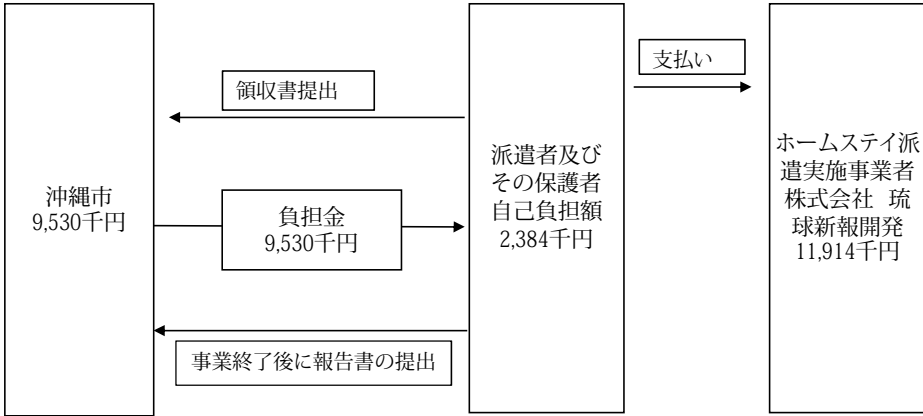 沖縄市
9,530千円
領収書提出
負担金
9,530千円
事業終了後に報告書の提出
派遣者及び
その保護者
自己負担額
2,384千円
支払い
ホームステイ派
遣実施事業者
株式会社 琉
球新報開発
11,914千円